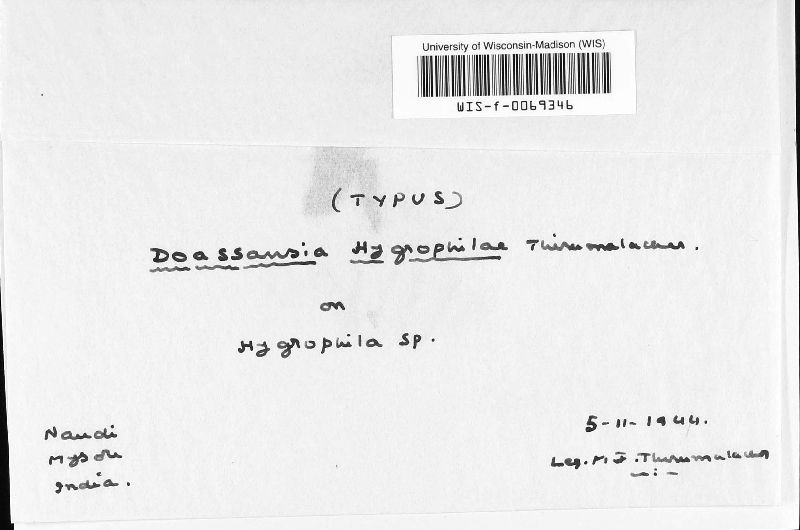 University of Wisconsin-Madison (WIS)
WIS-f-0069346
(TYPUS)
Doassansia Hygrophilae Thirumalachar.
on
Hygrophila sp.
Nandi
Mysore
India.
5-11-1944.
Leg. M. J. Thirumalachar